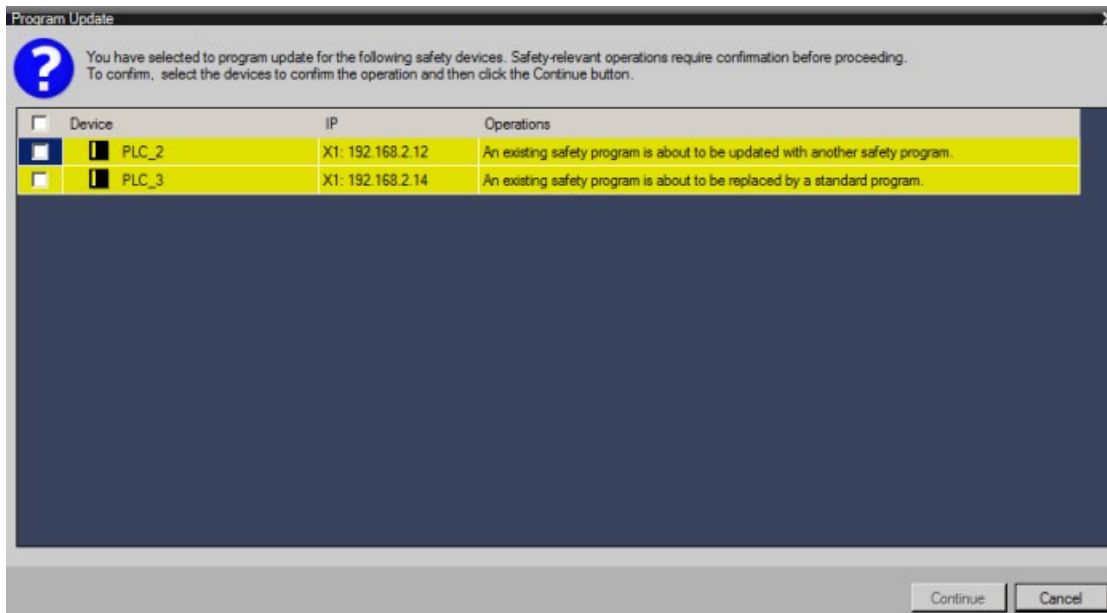 Program Update
You have selected to program update for the following safety devices. Safety-relevant operations require confirmation before proceeding.
To confirm, select the devices to confirm the operation and then click the Continue button.
Device IP Operations
PLC_2 X1: 192.168.2.12 An existing safety program is about to be updated with another safety program.
PLC_3 X1: 192.168.2.14 An existing safety program is about to be replaced by a standard program.
Continue Cancel